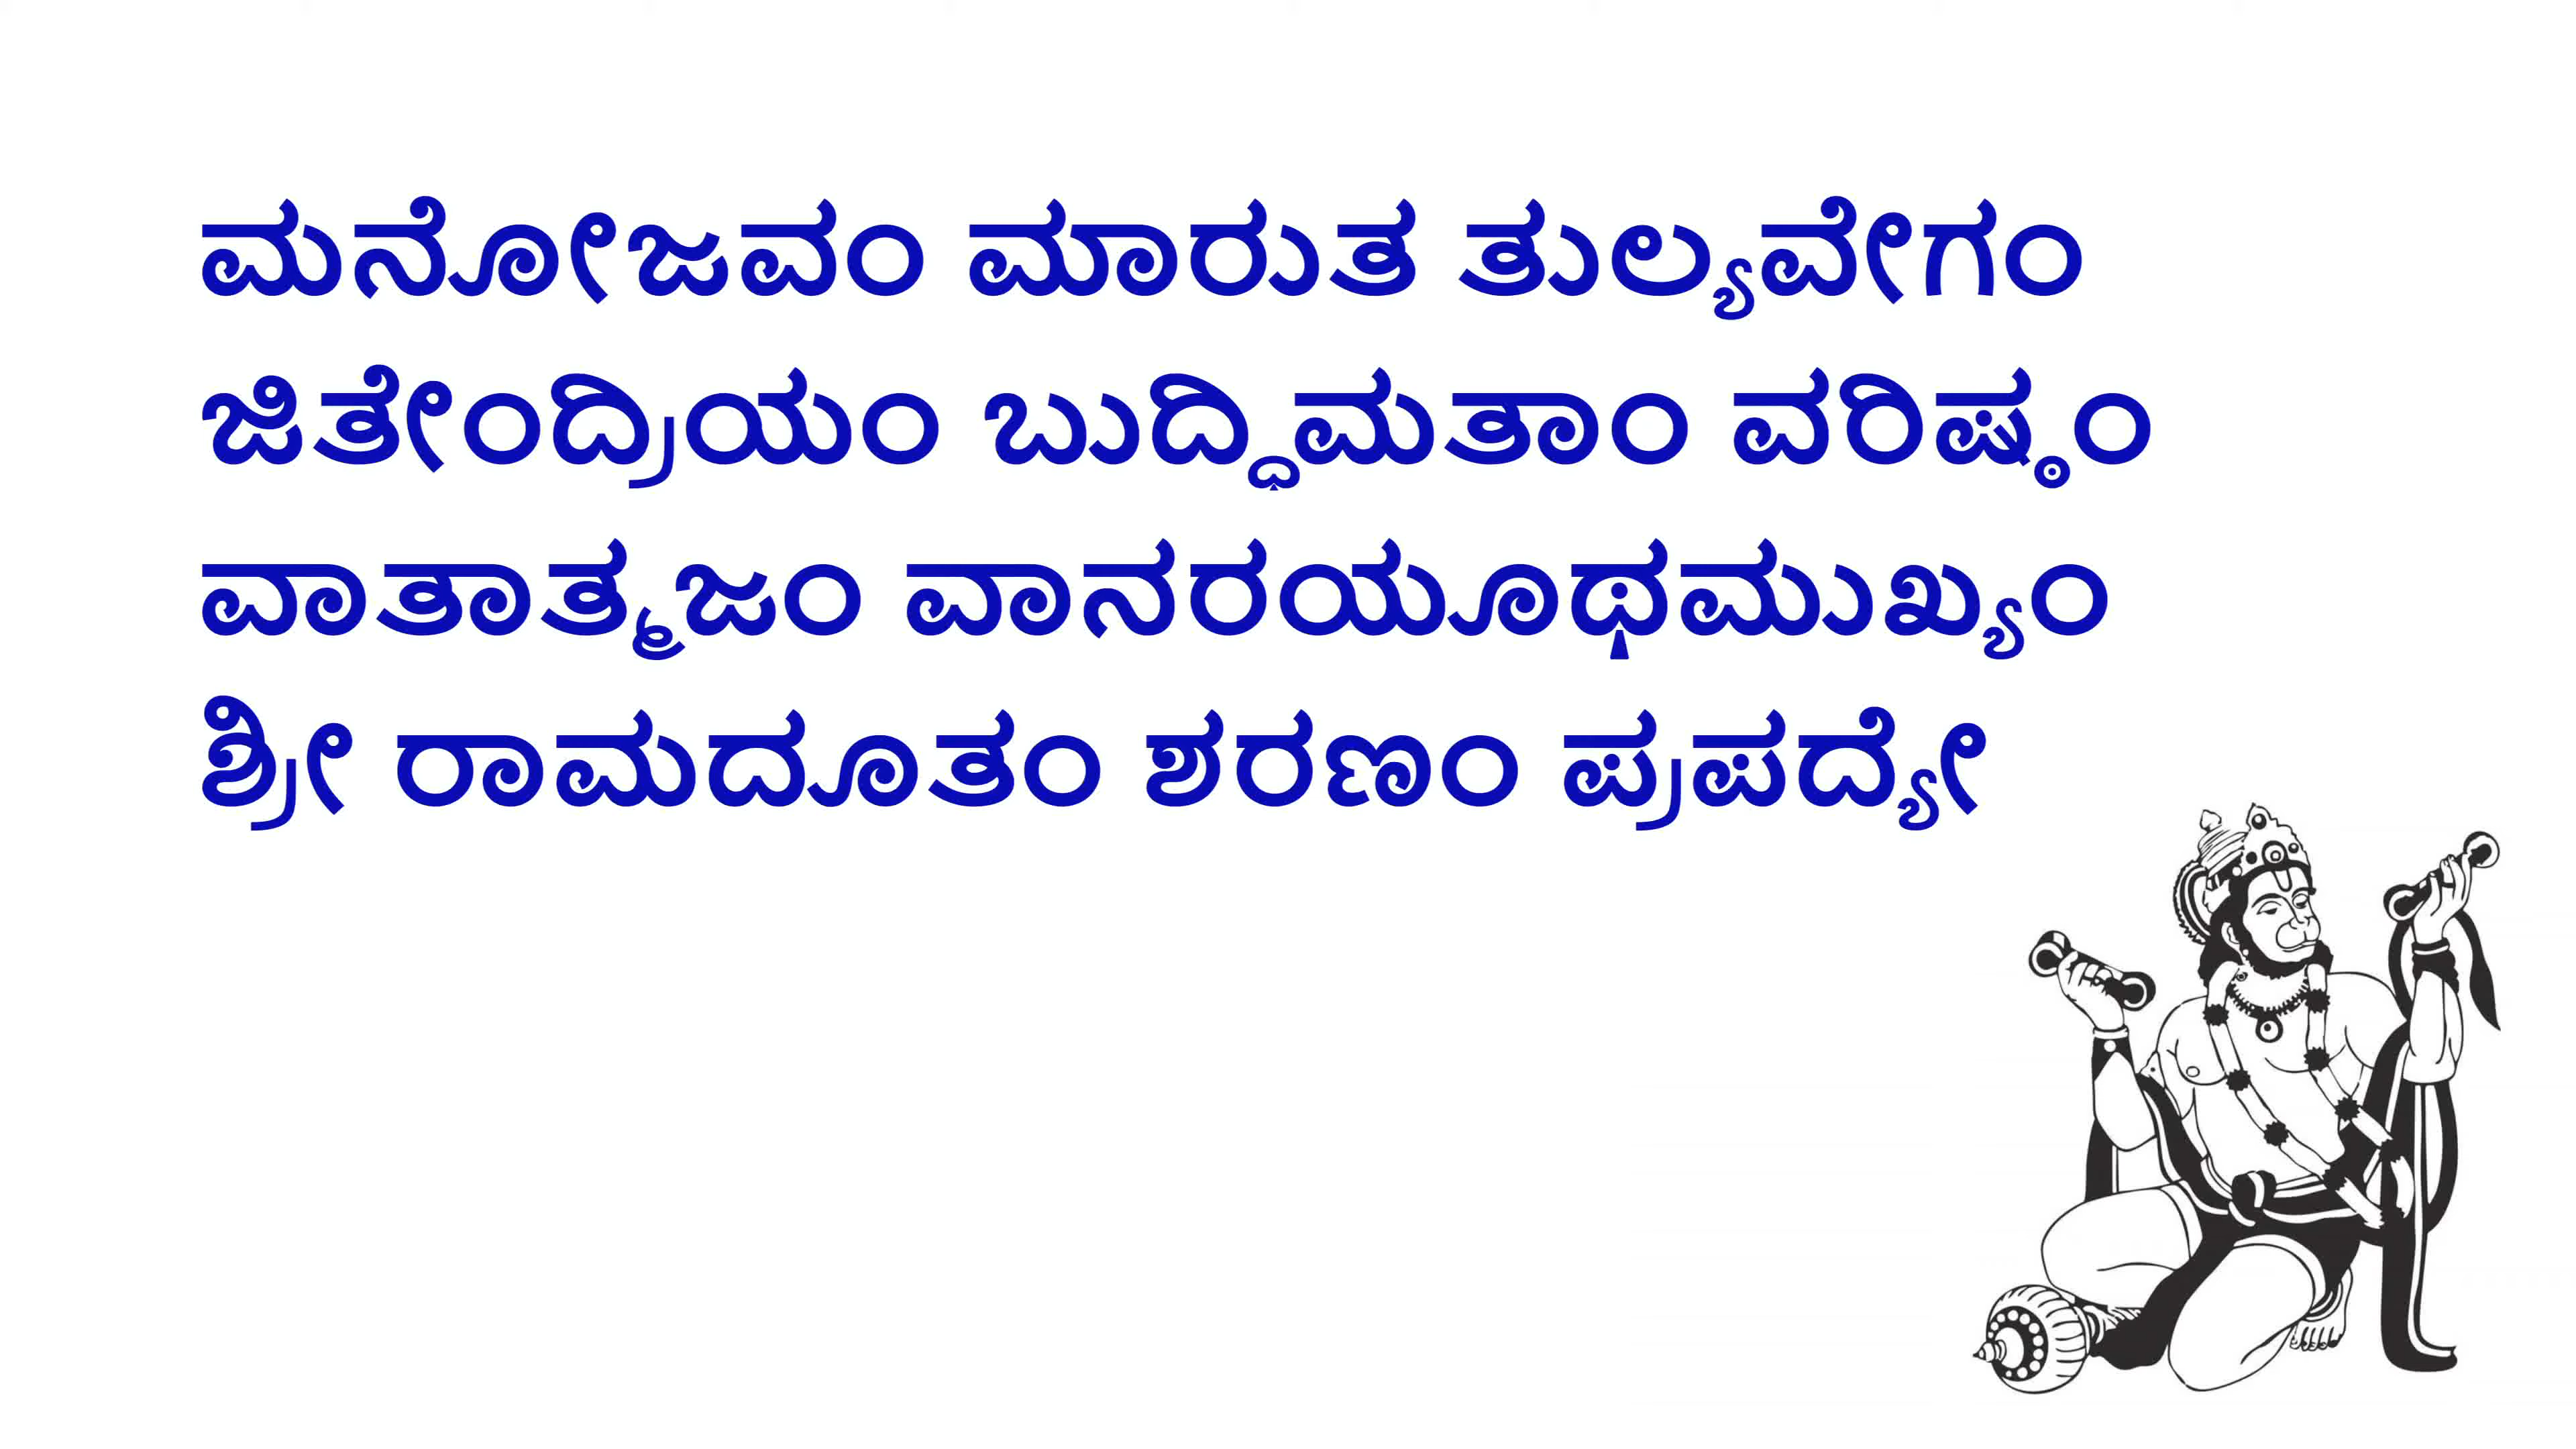 ಮನೋಜವಂ ಮಾರುತ ತುಲ್ಯವೇಗಂ
ಜಿತೇಂದ್ರಿಯಂ ಬುದ್ಧಿಮತಾಂ ವರಿಷ್ಠಂ
ವಾತಾತ್ಮಜಂ ವಾನರಯೂಥಮುಖ್ಯಂ
ಶ್ರೀ ರಾಮದೂತಂ ಶರಣಂ ಪ್ರಪದ್ಯೇ